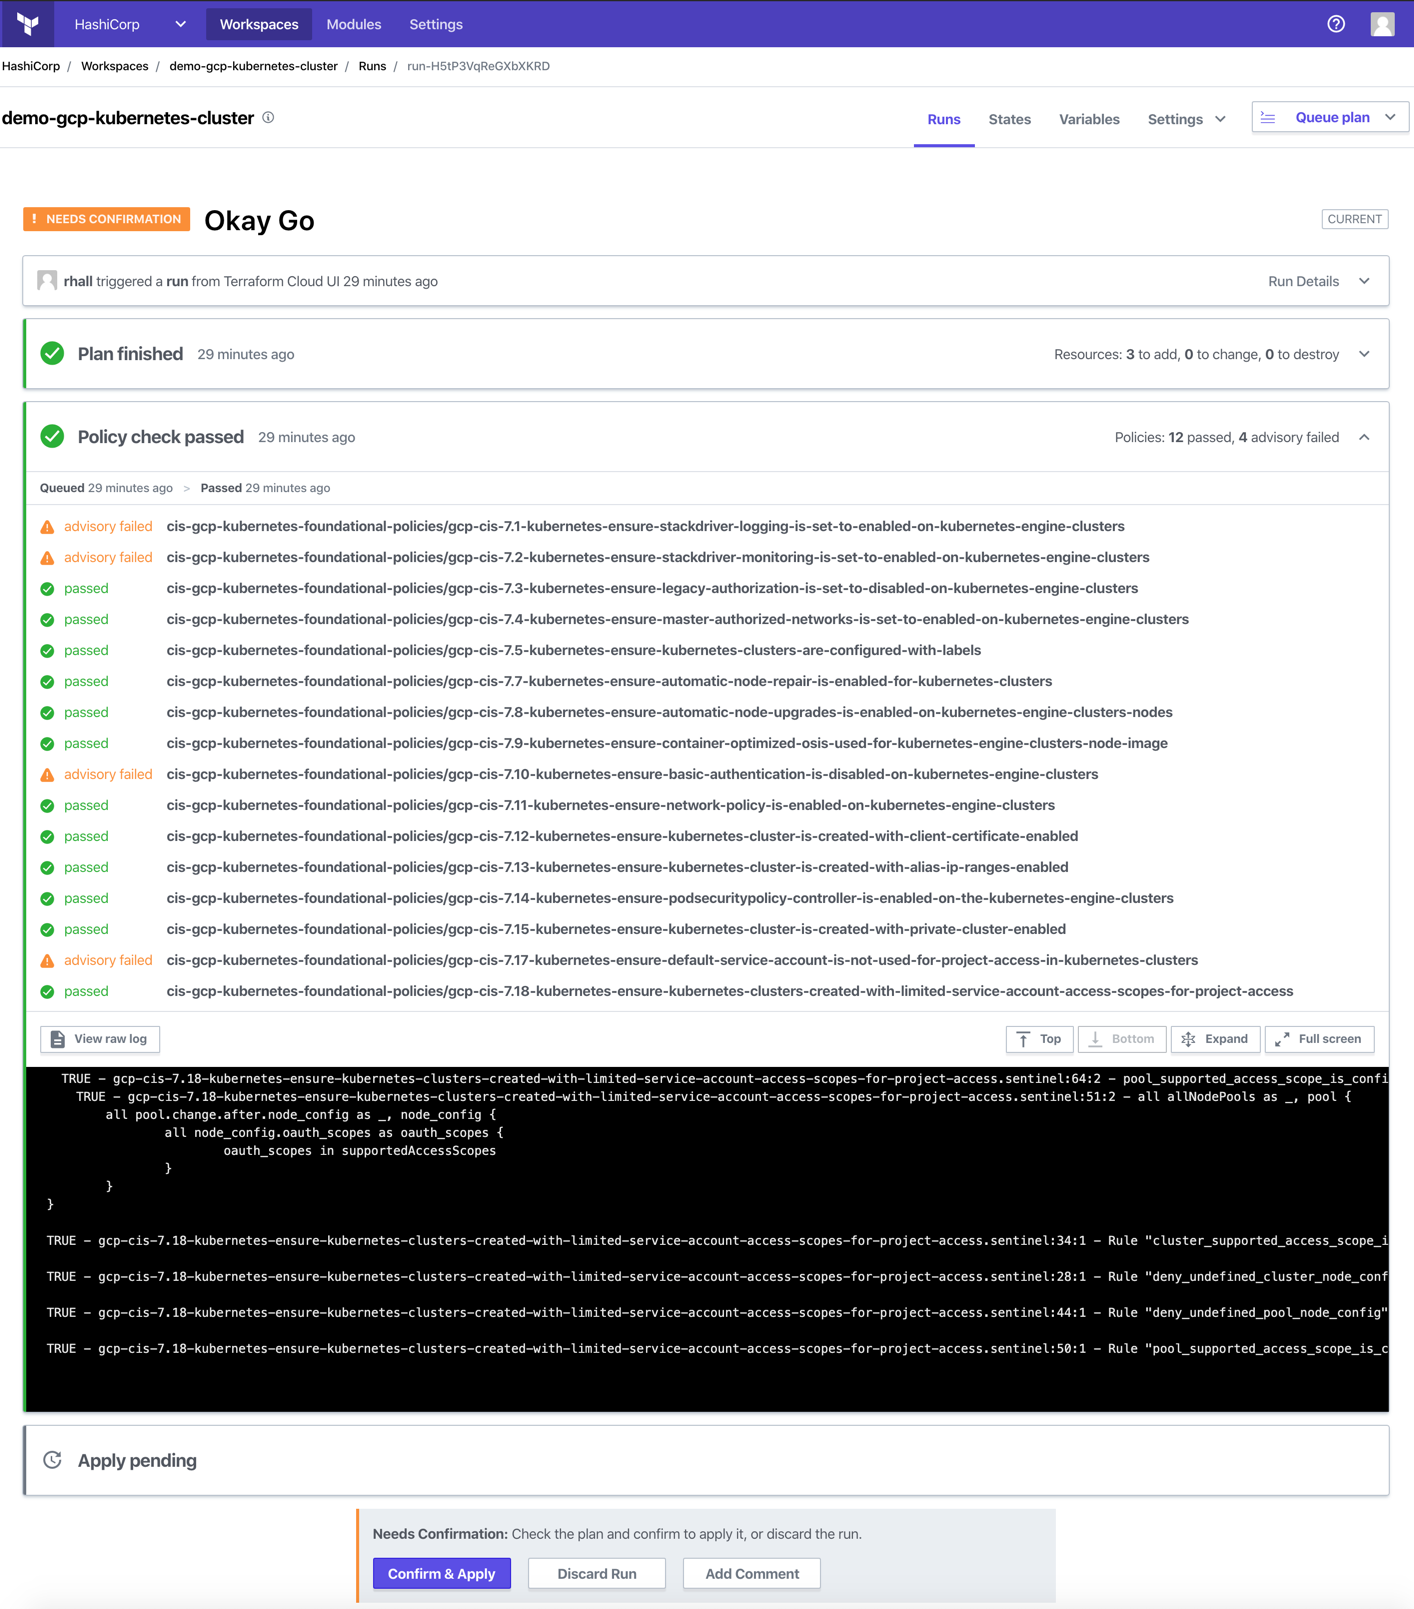 HashiCorp Workspaces Modules Settings
HashiCorp / Workspaces / demo-gcp-kubernetes-cluster / Runs / run-H5tP3VqReGXbXKRD
demo-gcp-kubernetes-cluster Runs States Variables Settings Queue plan
! NEEDS CONFIRMATION Okay Go CURRENT
rhall triggered a run from Terraform Cloud UI 29 minutes ago Run Details
Plan finished 29 minutes ago Resources: 3 to add, 0 to change, 0 to destroy
Policy check passed 29 minutes ago Policies: 12 passed, 4 advisory failed
Queued 29 minutes ago > Passed 29 minutes ago
advisory failed cis-gcp-kubernetes-foundational-policies/gcp-cis-7.1-kubernetes-ensure-stackdriver-logging-is-set-to-enabled-on-kubernetes-engine-clusters
advisory failed cis-gcp-kubernetes-foundational-policies/gcp-cis-7.2-kubernetes-ensure-stackdriver-monitoring-is-set-to-enabled-on-kubernetes-engine-clusters
passed cis-gcp-kubernetes-foundational-policies/gcp-cis-7.3-kubernetes-ensure-legacy-authorization-is-set-to-disabled-on-kubernetes-engine-clusters
passed cis-gcp-kubernetes-foundational-policies/gcp-cis-7.4-kubernetes-ensure-master-authorized-networks-is-set-to-enabled-on-kubernetes-engine-clusters
passed cis-gcp-kubernetes-foundational-policies/gcp-cis-7.5-kubernetes-ensure-kubernetes-clusters-are-configured-with-labels
passed cis-gcp-kubernetes-foundational-policies/gcp-cis-7.7-kubernetes-ensure-automatic-node-repair-is-enabled-for-kubernetes-clusters
passed cis-gcp-kubernetes-foundational-policies/gcp-cis-7.8-kubernetes-ensure-automatic-node-upgrades-is-enabled-on-kubernetes-engine-clusters-nodes
passed cis-gcp-kubernetes-foundational-policies/gcp-cis-7.9-kubernetes-ensure-container-optimized-osis-used-for-kubernetes-engine-clusters-node-image
advisory failed cis-gcp-kubernetes-foundational-policies/gcp-cis-7.10-kubernetes-ensure-basic-authentication-is-disabled-on-kubernetes-engine-clusters
passed cis-gcp-kubernetes-foundational-policies/gcp-cis-7.11-kubernetes-ensure-network-policy-is-enabled-on-kubernetes-engine-clusters
passed cis-gcp-kubernetes-foundational-policies/gcp-cis-7.12-kubernetes-ensure-kubernetes-cluster-is-created-with-client-certificate-enabled
passed cis-gcp-kubernetes-foundational-policies/gcp-cis-7.13-kubernetes-ensure-kubernetes-cluster-is-created-with-alias-ip-ranges-enabled
passed cis-gcp-kubernetes-foundational-policies/gcp-cis-7.14-kubernetes-ensure-podsecuritypolicy-controller-is-enabled-on-the-kubernetes-engine-clusters
passed cis-gcp-kubernetes-foundational-policies/gcp-cis-7.15-kubernetes-ensure-kubernetes-cluster-is-created-with-private-cluster-enabled
advisory failed cis-gcp-kubernetes-foundational-policies/gcp-cis-7.17-kubernetes-ensure-default-service-account-is-not-used-for-project-access-in-kubernetes-clusters
passed cis-gcp-kubernetes-foundational-policies/gcp-cis-7.18-kubernetes-ensure-kubernetes-clusters-created-with-limited-service-account-access-scopes-for-project-access
View raw log Top Bottom Expand Full screen
TRUE - gcp-cis-7.18-kubernetes-ensure-kubernetes-clusters-created-with-limited-service-account-access-scopes-for-project-access.sentinel:64:2 - pool_supported_access_scope_is_confi
TRUE - gcp-cis-7.18-kubernetes-ensure-kubernetes-clusters-created-with-limited-service-account-access-scopes-for-project-access.sentinel:51:2 - all allNodePools as _, pool {
all pool.change.after.node_config as _, node_config {
all node_config.oauth_scopes as oauth_scopes {
oauth_scopes in supportedAccessScopes
}
}
}
TRUE - gcp-cis-7.18-kubernetes-ensure-kubernetes-clusters-created-with-limited-service-account-access-scopes-for-project-access.sentinel:34:1 - Rule "cluster_supported_access_scope_i
TRUE - gcp-cis-7.18-kubernetes-ensure-kubernetes-clusters-created-with-limited-service-account-access-scopes-for-project-access.sentinel:28:1 - Rule "deny_undefined_cluster_node_conf
TRUE - gcp-cis-7.18-kubernetes-ensure-kubernetes-clusters-created-with-limited-service-account-access-scopes-for-project-access.sentinel:44:1 - Rule "deny_undefined_pool_node_config"
TRUE - gcp-cis-7.18-kubernetes-ensure-kubernetes-clusters-created-with-limited-service-account-access-scopes-for-project-access.sentinel:50:1 - Rule "pool_supported_access_scope_is_c
Apply pending
Needs Confirmation: Check the plan and confirm to apply it, or discard the run.
Confirm & Apply Discard Run Add Comment